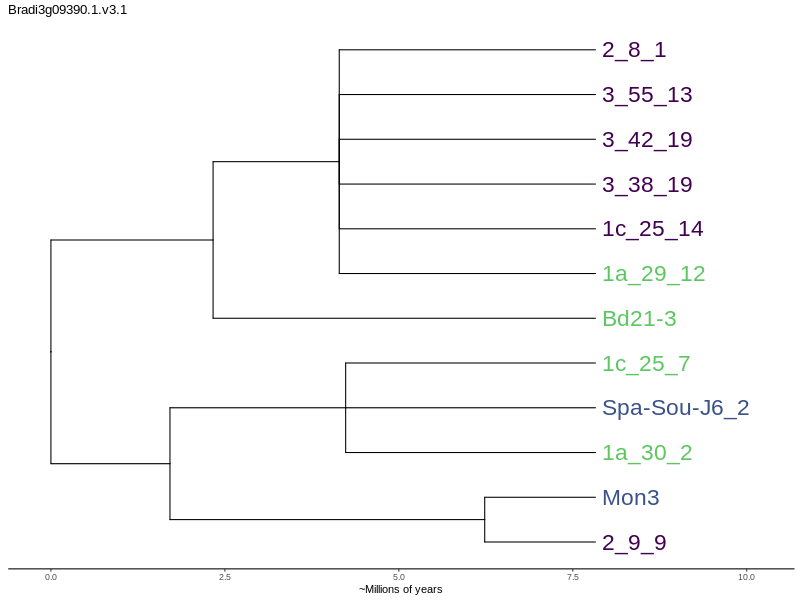 Bradi3g09390.1.v3.1
2_8_1
3_55_13
3_42_19
3_38_19
1c_25_14
1a_29_12
Bd21-3
1c_25_7
Spa-Sou-J6_2
1a_30_2
Mon3
2_9_9
0.0 2.5 5.0 7.5 10.0
~Millions of years